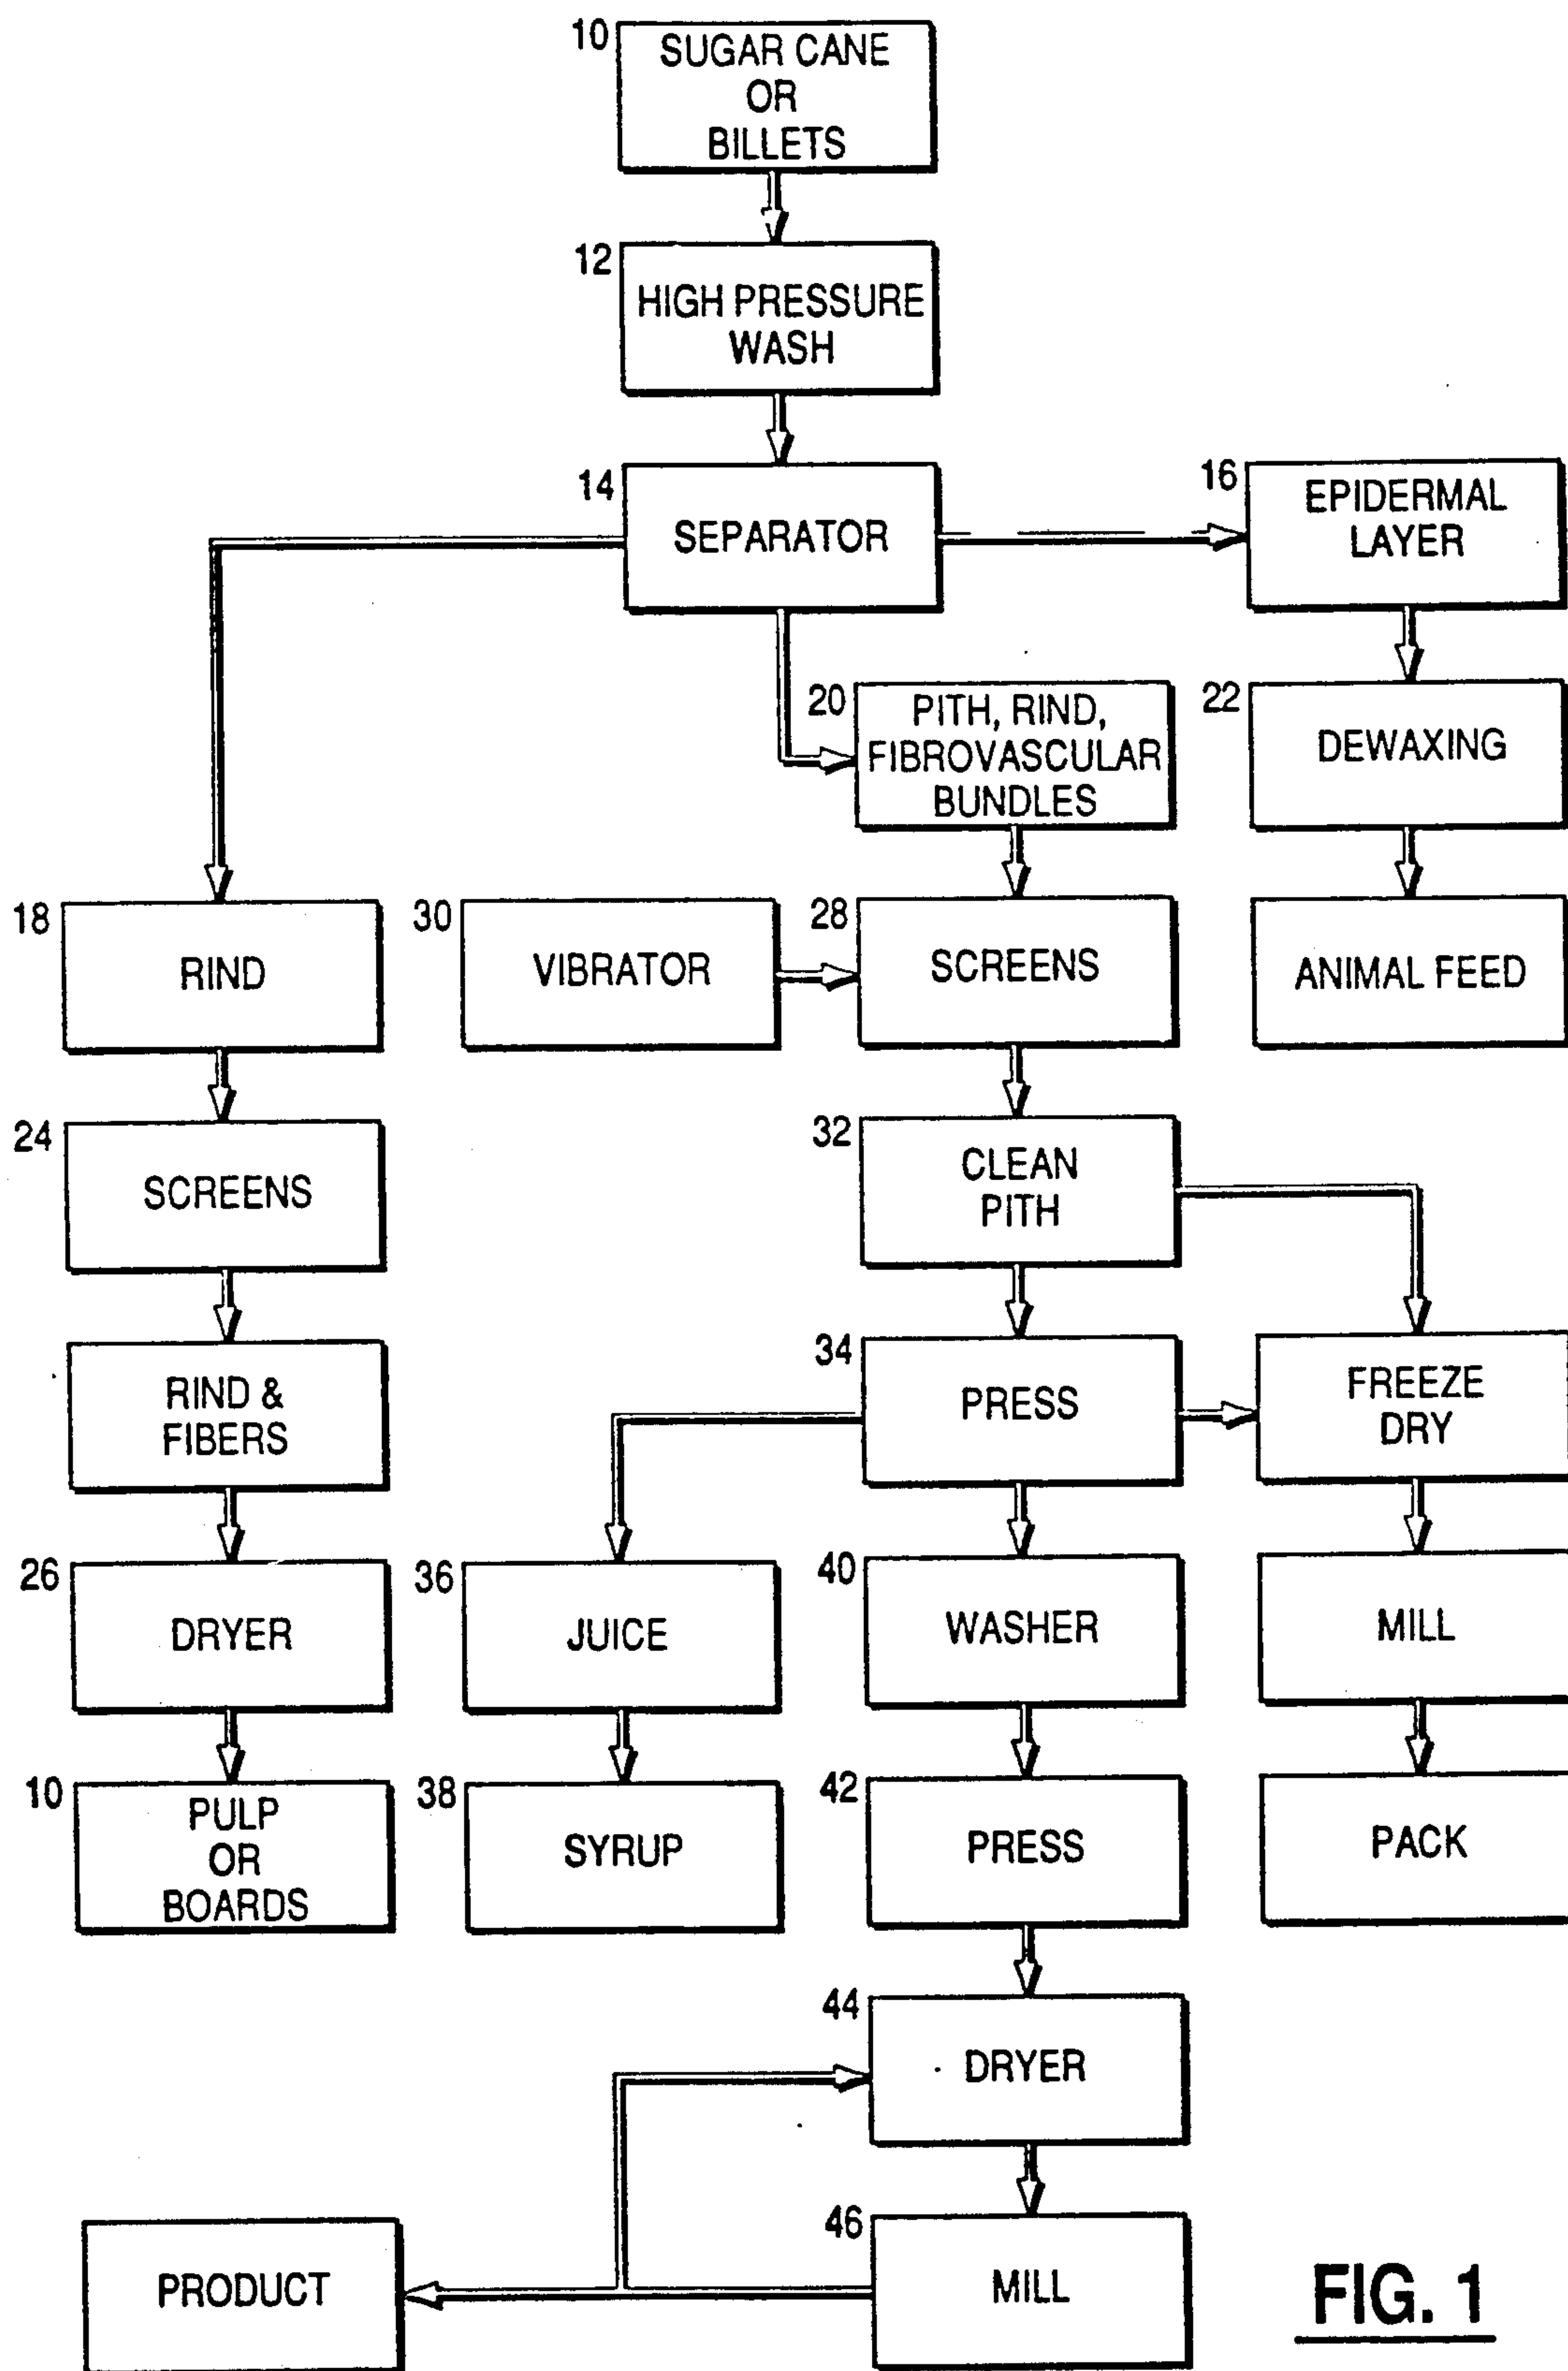 10
SUGAR CANE
OR
BILLETS
12
HIGH PRESSURE
WASH
14
SEPARATOR
16
EPIDERMAL
LAYER
20
PITH, RIND,
FIBROVASCULAR
BUNDLES
22
DEWAXING
18
RIND
30
VIBRATOR
28
SCREENS
ANIMAL FEED
24
SCREENS
32
CLEAN
PITH
RIND &
FIBERS
34
PRESS
FREEZE
DRY
26
DRYER
36
JUICE
40
WASHER
MILL
10
PULP
OR
BOARDS
38
SYRUP
42
PRESS
PACK
44
DRYER
PRODUCT
46
MILL
FIG. 1